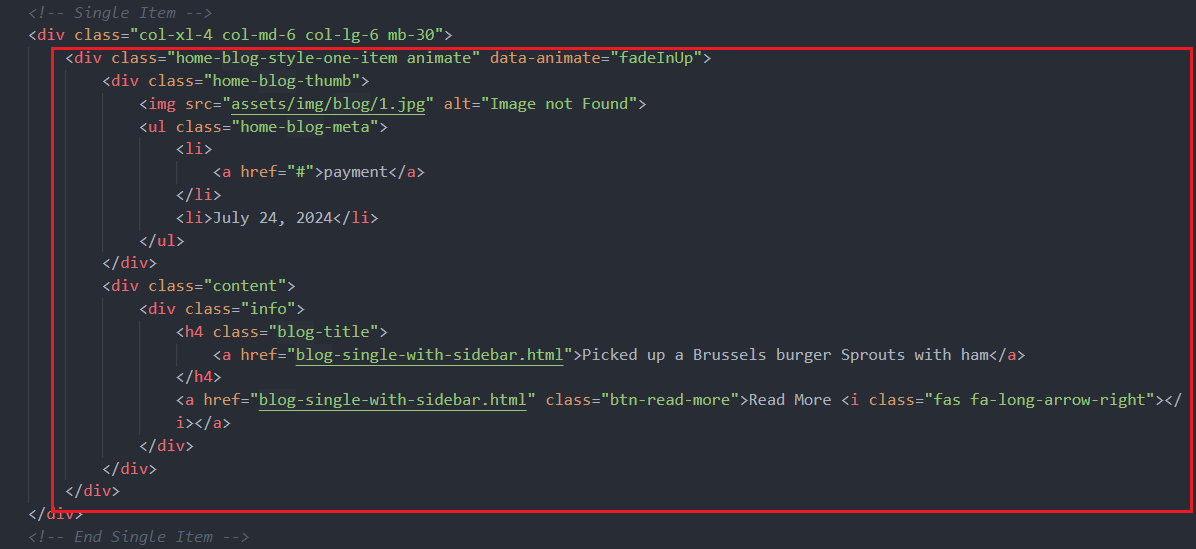 <!-- Single Item -->
<div class="col-xl-4 col-md-6 col-lg-6 mb-30">
<div class="home-blog-style-one-item animate" data-animate="fadeInUp">
<div class="home-blog-thumb">
<img src="assets/img/blog/1.jpg" alt="Image not Found">
<ul class="home-blog-meta">
<li>
<a href="#">payment</a>
</li>
<li>July 24, 2024</li>
</ul>
</div>
<div class="content">
<div class="info">
<h4 class="blog-title">
<a href="blog-single-with-sidebar.html">Picked up a Brussels burger Sprouts with ham</a>
</h4>
<a href="blog-single-with-sidebar.html" class="btn-read-more">Read More <i class="fas fa-long-arrow-right"></
i></a>
</div>
</div>
</div>
</div>
<!-- End Single Item -->